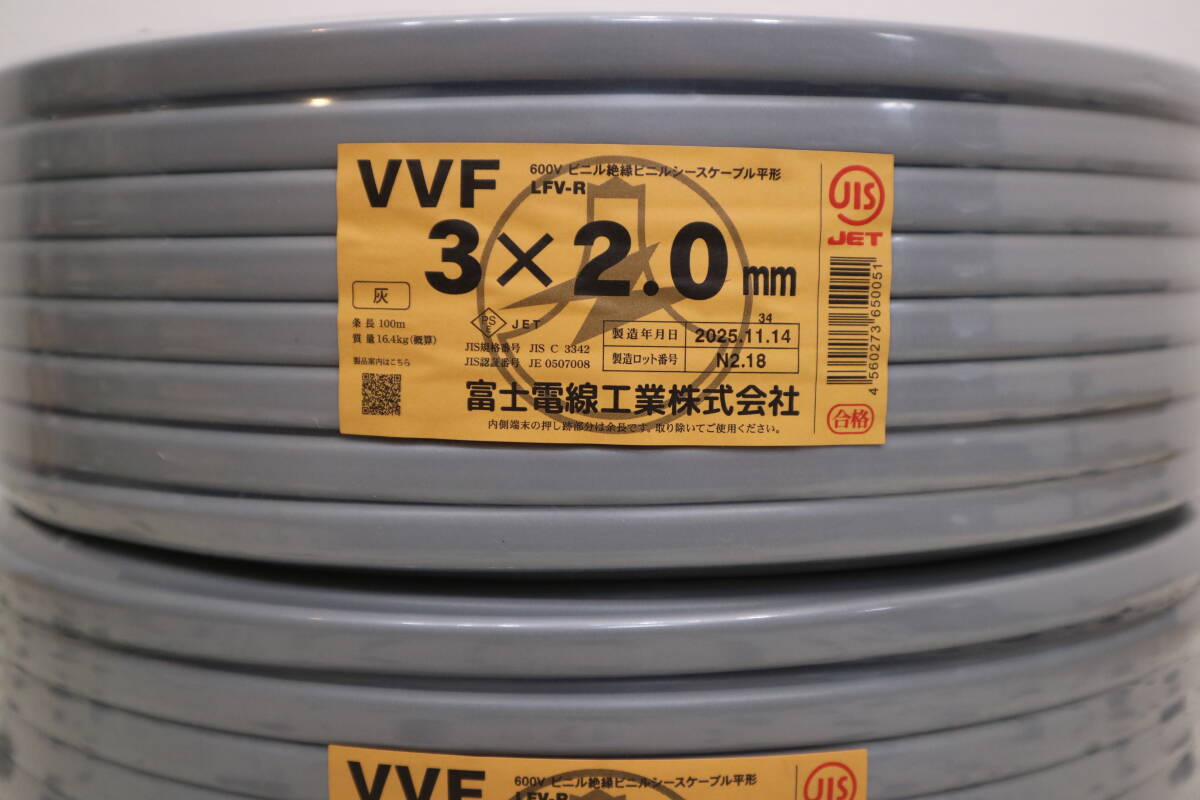 VVF
600V ビニル絶縁ビニルシースケーブル平形
LFV-R
3×2.0mm
灰
条 長 100m
質 量 16.4kg(概算)
製品案内はこちら
PS
E
JET
JIS規格番号 JIS C 3342
JIS認証番号 JE 0507008
34
製造年月日 2025.11.14
製造ロット番号 N2.18
富士電線工業株式会社
内側端末の押し跡部分は余長です。取り除いてご使用ください。
JIS
JET
4 560273 650051
合格
VVF
600V ビニル絶縁ビニルシースケーブル平形
LFV-R
JIS